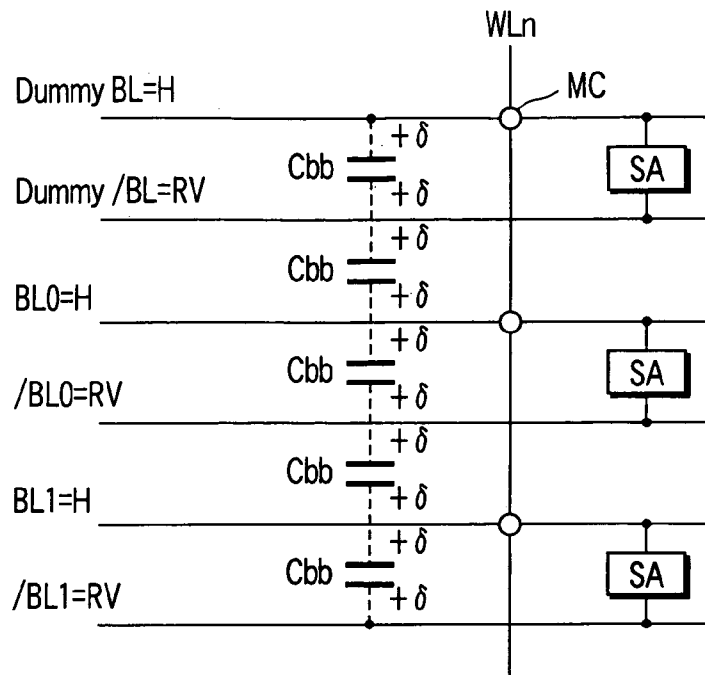 WLn
Dummy BL=H
MC
+δ
Cbb
SA
+δ
Dummy /BL=RV
+δ
Cbb
+δ
BL0=H
+δ
Cbb
SA
+δ
/BL0=RV
+δ
Cbb
+δ
BL1=H
+δ
Cbb
SA
+δ
/BL1=RV